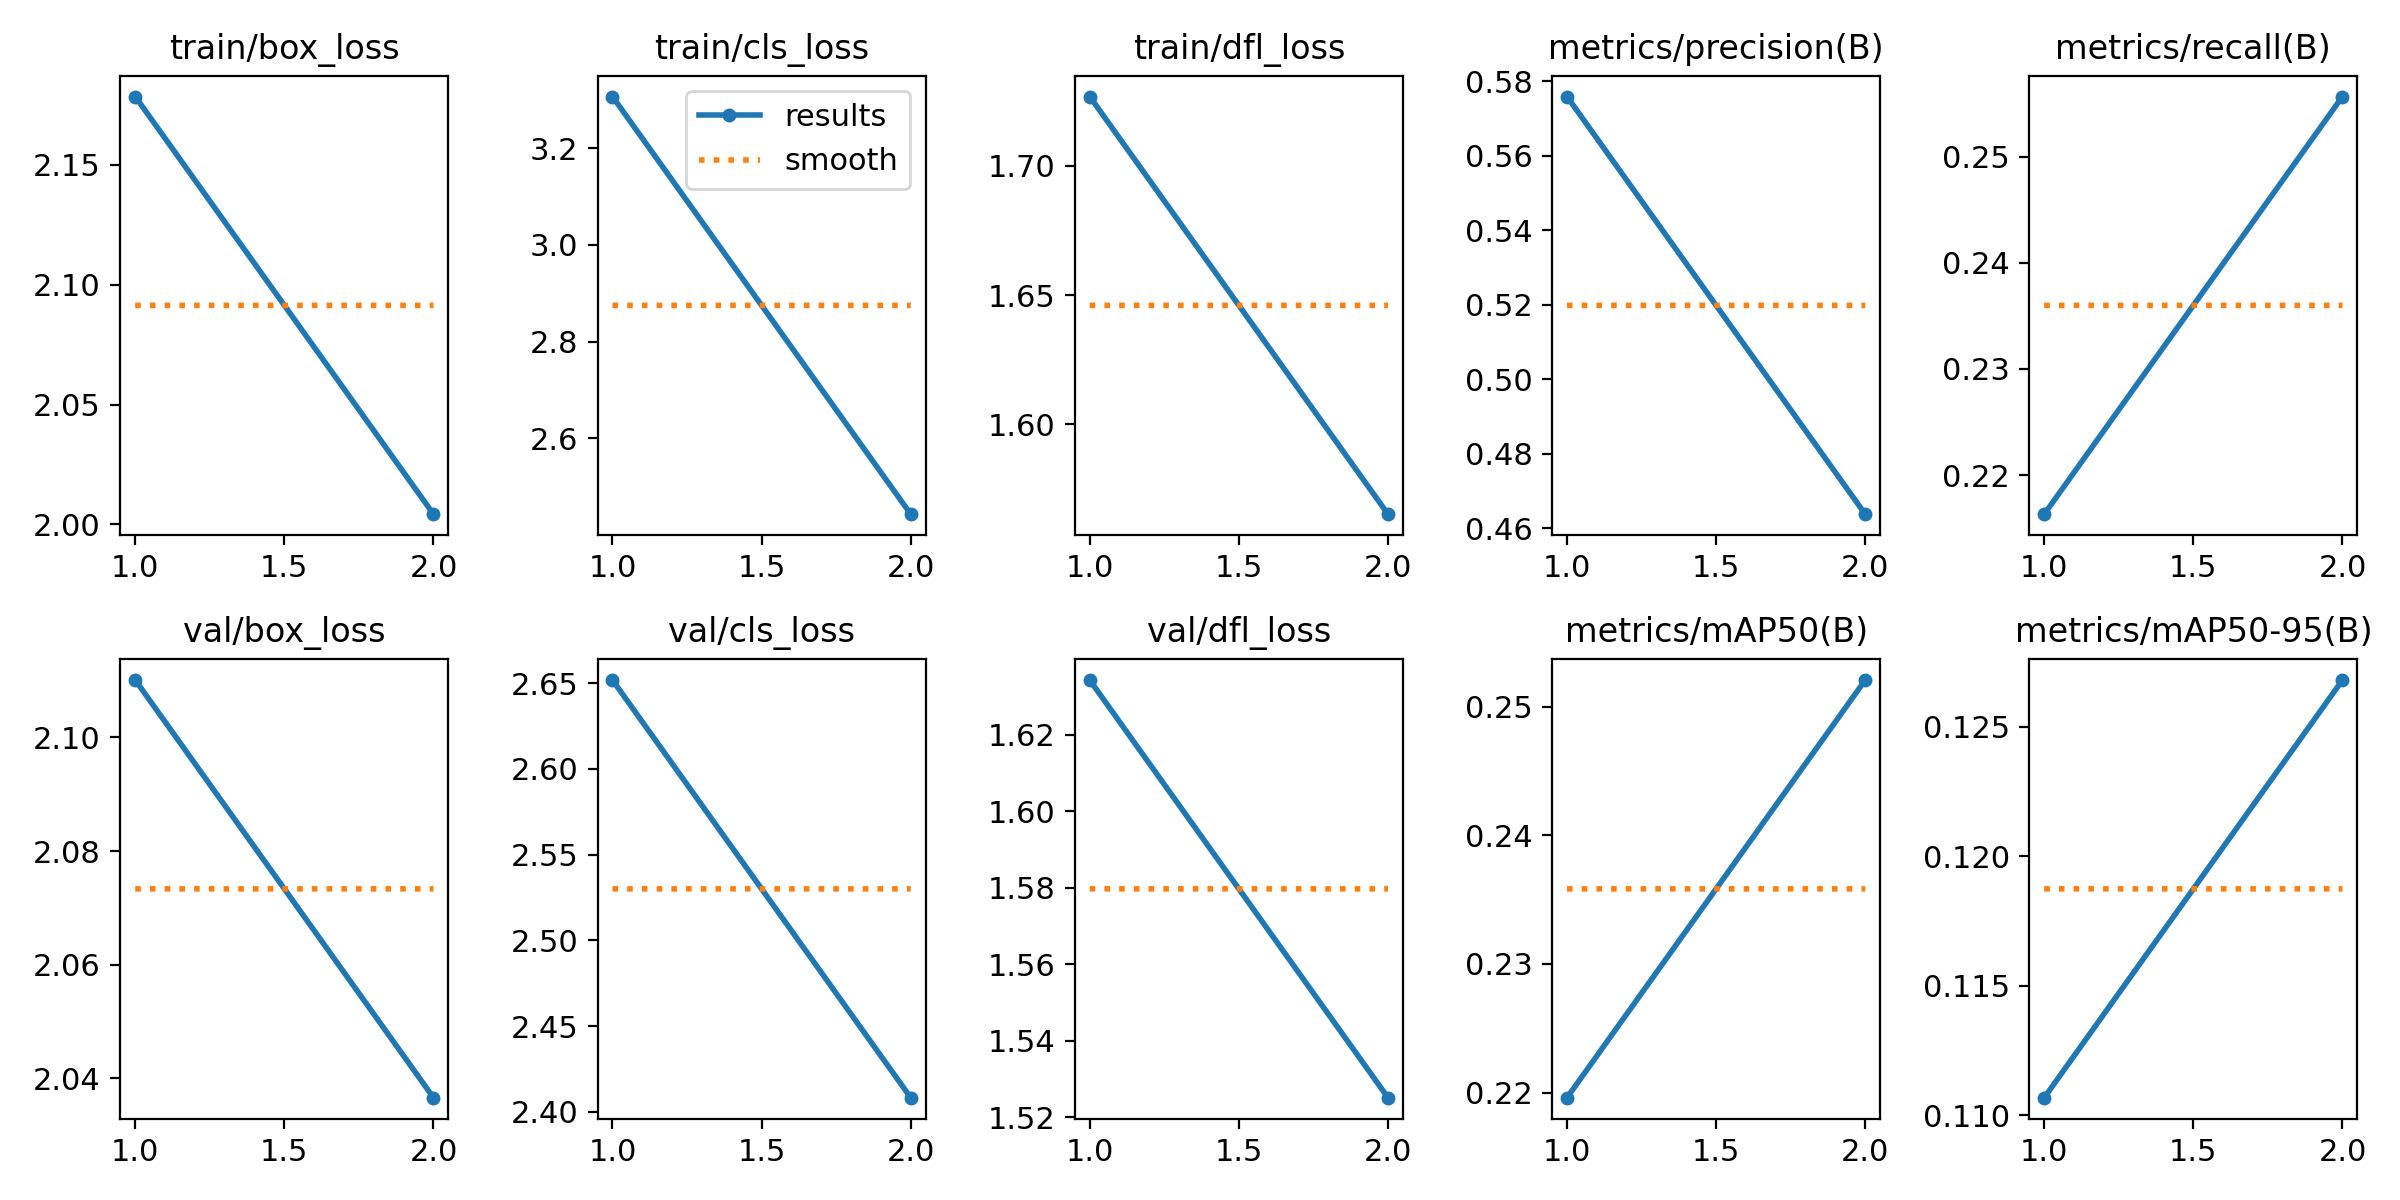 train/box_loss
2.15
2.10
2.05
2.00
1.0 1.5 2.0
train/cls_loss
results
smooth
3.2
3.0
2.8
2.6
1.0 1.5 2.0
train/dfl_loss
1.70
1.65
1.60
1.0 1.5 2.0
metrics/precision(B)
0.58
0.56
0.54
0.52
0.50
0.48
0.46
1.0 1.5 2.0
metrics/recall(B)
0.25
0.24
0.23
0.22
1.0 1.5 2.0
val/box_loss
2.10
2.08
2.06
2.04
1.0 1.5 2.0
val/cls_loss
2.65
2.60
2.55
2.50
2.45
2.40
1.0 1.5 2.0
val/dfl_loss
1.62
1.60
1.58
1.56
1.54
1.52
1.0 1.5 2.0
metrics/mAP50(B)
0.25
0.24
0.23
0.22
1.0 1.5 2.0
metrics/mAP50-95(B)
0.125
0.120
0.115
0.110
1.0 1.5 2.0